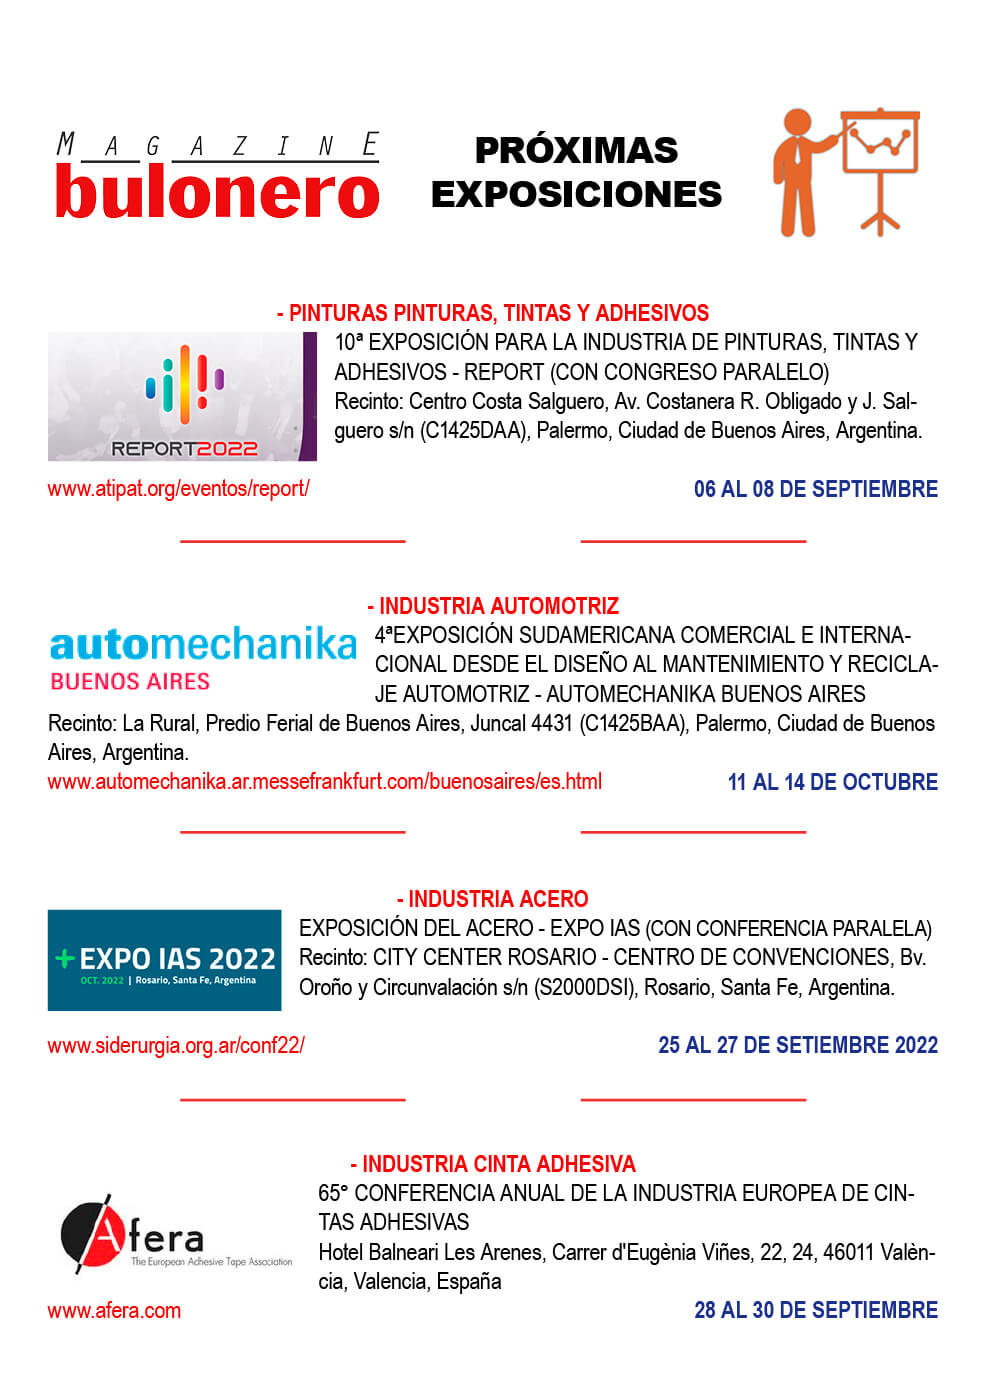 MAGAZINE
bulonero
PRÓXIMAS
EXPOSICIONES
- PINTURAS PINTURAS, TINTAS Y ADHESIVOS
REPORT2022
10ª EXPOSICIÓN PARA LA INDUSTRIA DE PINTURAS, TINTAS Y
ADHESIVOS - REPORT (CON CONGRESO PARALELO)
Recinto: Centro Costa Salguero, Av. Costanera R. Obligado y J. Sal-
guero s/n (C1425DAA), Palermo, Ciudad de Buenos Aires, Argentina.
www.atipat.org/eventos/report/
06 AL 08 DE SEPTIEMBRE
- INDUSTRIA AUTOMOTRIZ
automechanika
BUENOS AIRES
4ªEXPOSICIÓN SUDAMERICANA COMERCIAL E INTERNA-
CIONAL DESDE EL DISEÑO AL MANTENIMIENTO Y RECICLA-
JE AUTOMOTRIZ - AUTOMECHANIKA BUENOS AIRES
Recinto: La Rural, Predio Ferial de Buenos Aires, Juncal 4431 (C1425BAA), Palermo, Ciudad de Buenos
Aires, Argentina.
www.automechanika.ar.messefrankfurt.com/buenosaires/es.html
11 AL 14 DE OCTUBRE
- INDUSTRIA ACERO
+ EXPO IAS 2022
OCT. 2022 | Rosario, Santa Fe, Argentina
EXPOSICIÓN DEL ACERO - EXPO IAS (CON CONFERENCIA PARALELA)
Recinto: CITY CENTER ROSARIO - CENTRO DE CONVENCIONES, Bv.
Oroño y Circunvalación s/n (S2000DSI), Rosario, Santa Fe, Argentina.
www.siderurgia.org.ar/conf22/
25 AL 27 DE SETIEMBRE 2022
- INDUSTRIA CINTA ADHESIVA
Afera
The European Adhesive Tape Association
65° CONFERENCIA ANUAL DE LA INDUSTRIA EUROPEA DE CIN-
TAS ADHESIVAS
Hotel Balneari Les Arenes, Carrer d'Eugènia Viñes, 22, 24, 46011 Valèn-
cia, Valencia, España
www.afera.com
28 AL 30 DE SEPTIEMBRE